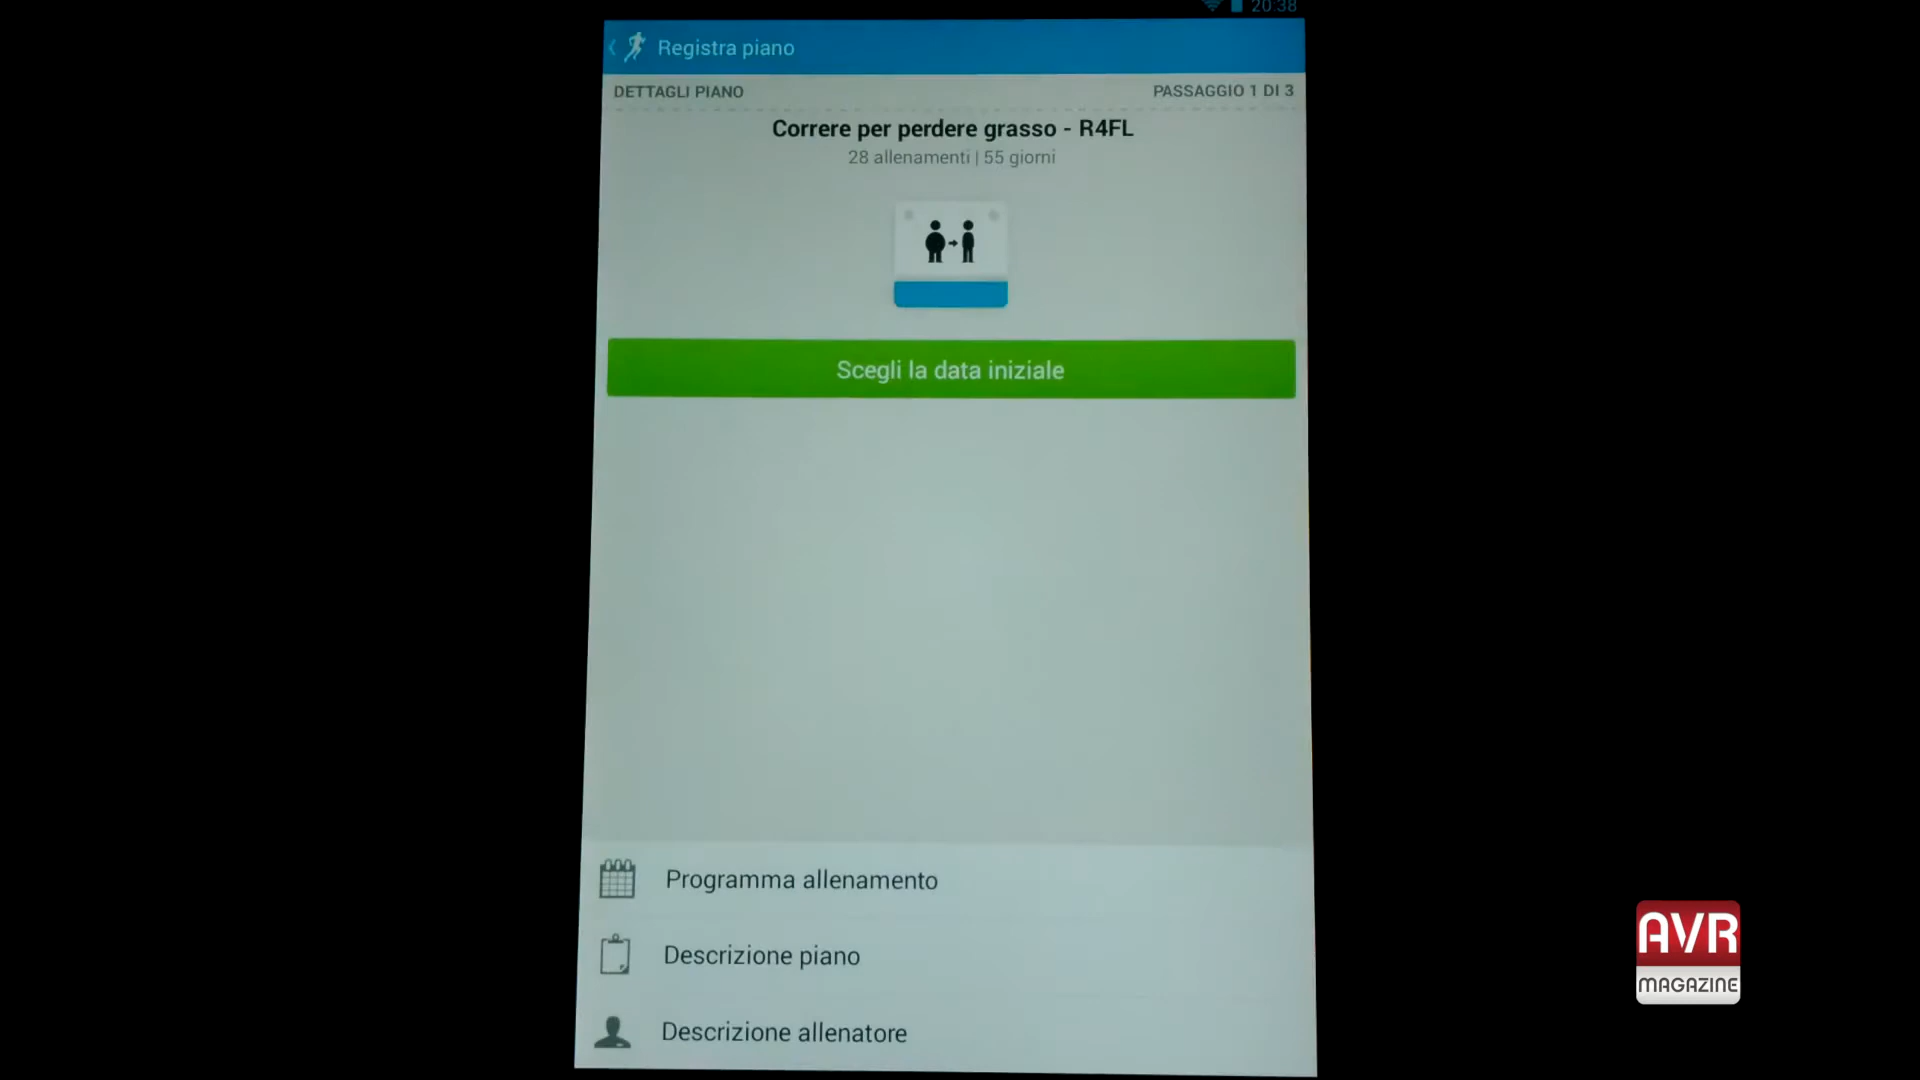 20:38
Registra piano
DETTAGLI PIANO
PASSAGGIO 1 DI 3
Correre per perdere grasso - R4FL
28 allenamenti | 55 giorni
Scegli la data iniziale
Programma allenamento
Descrizione piano
Descrizione allenatore
AVR
MAGAZINE